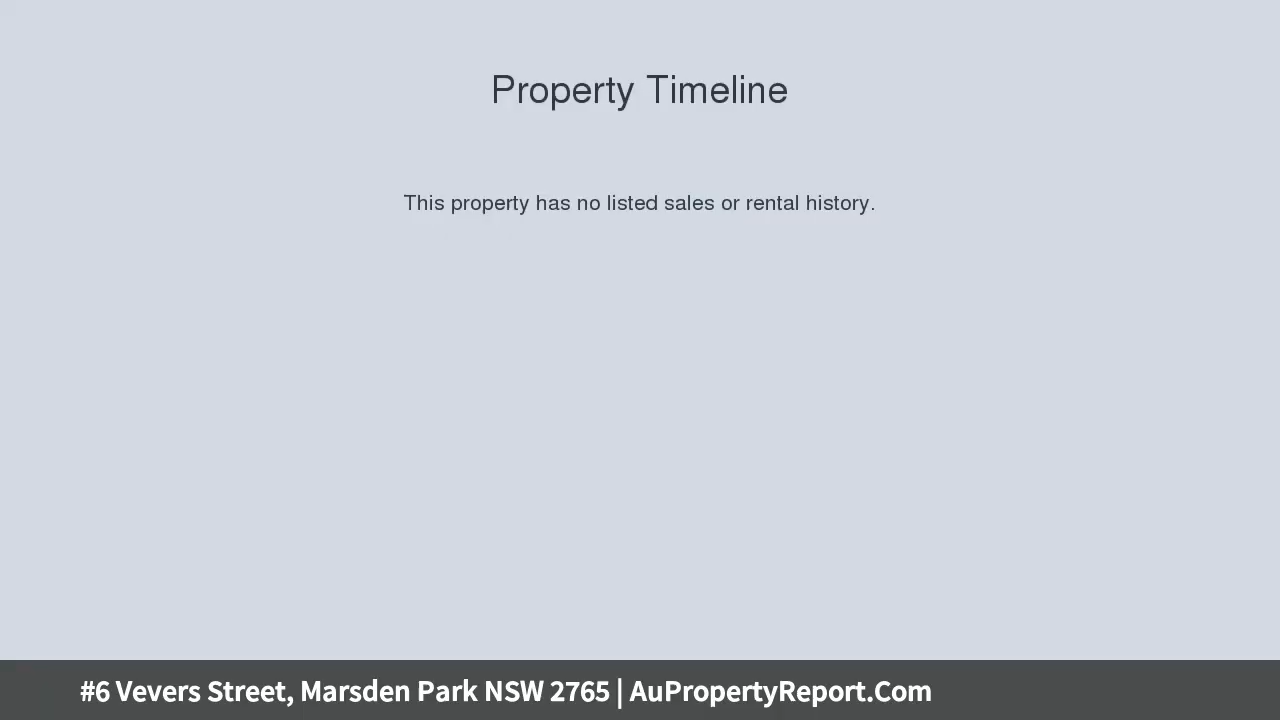 Property Timeline
This property has no listed sales or rental history.
#6 Vevers Street, Marsden Park NSW 2765 | AuPropertyReport.Com